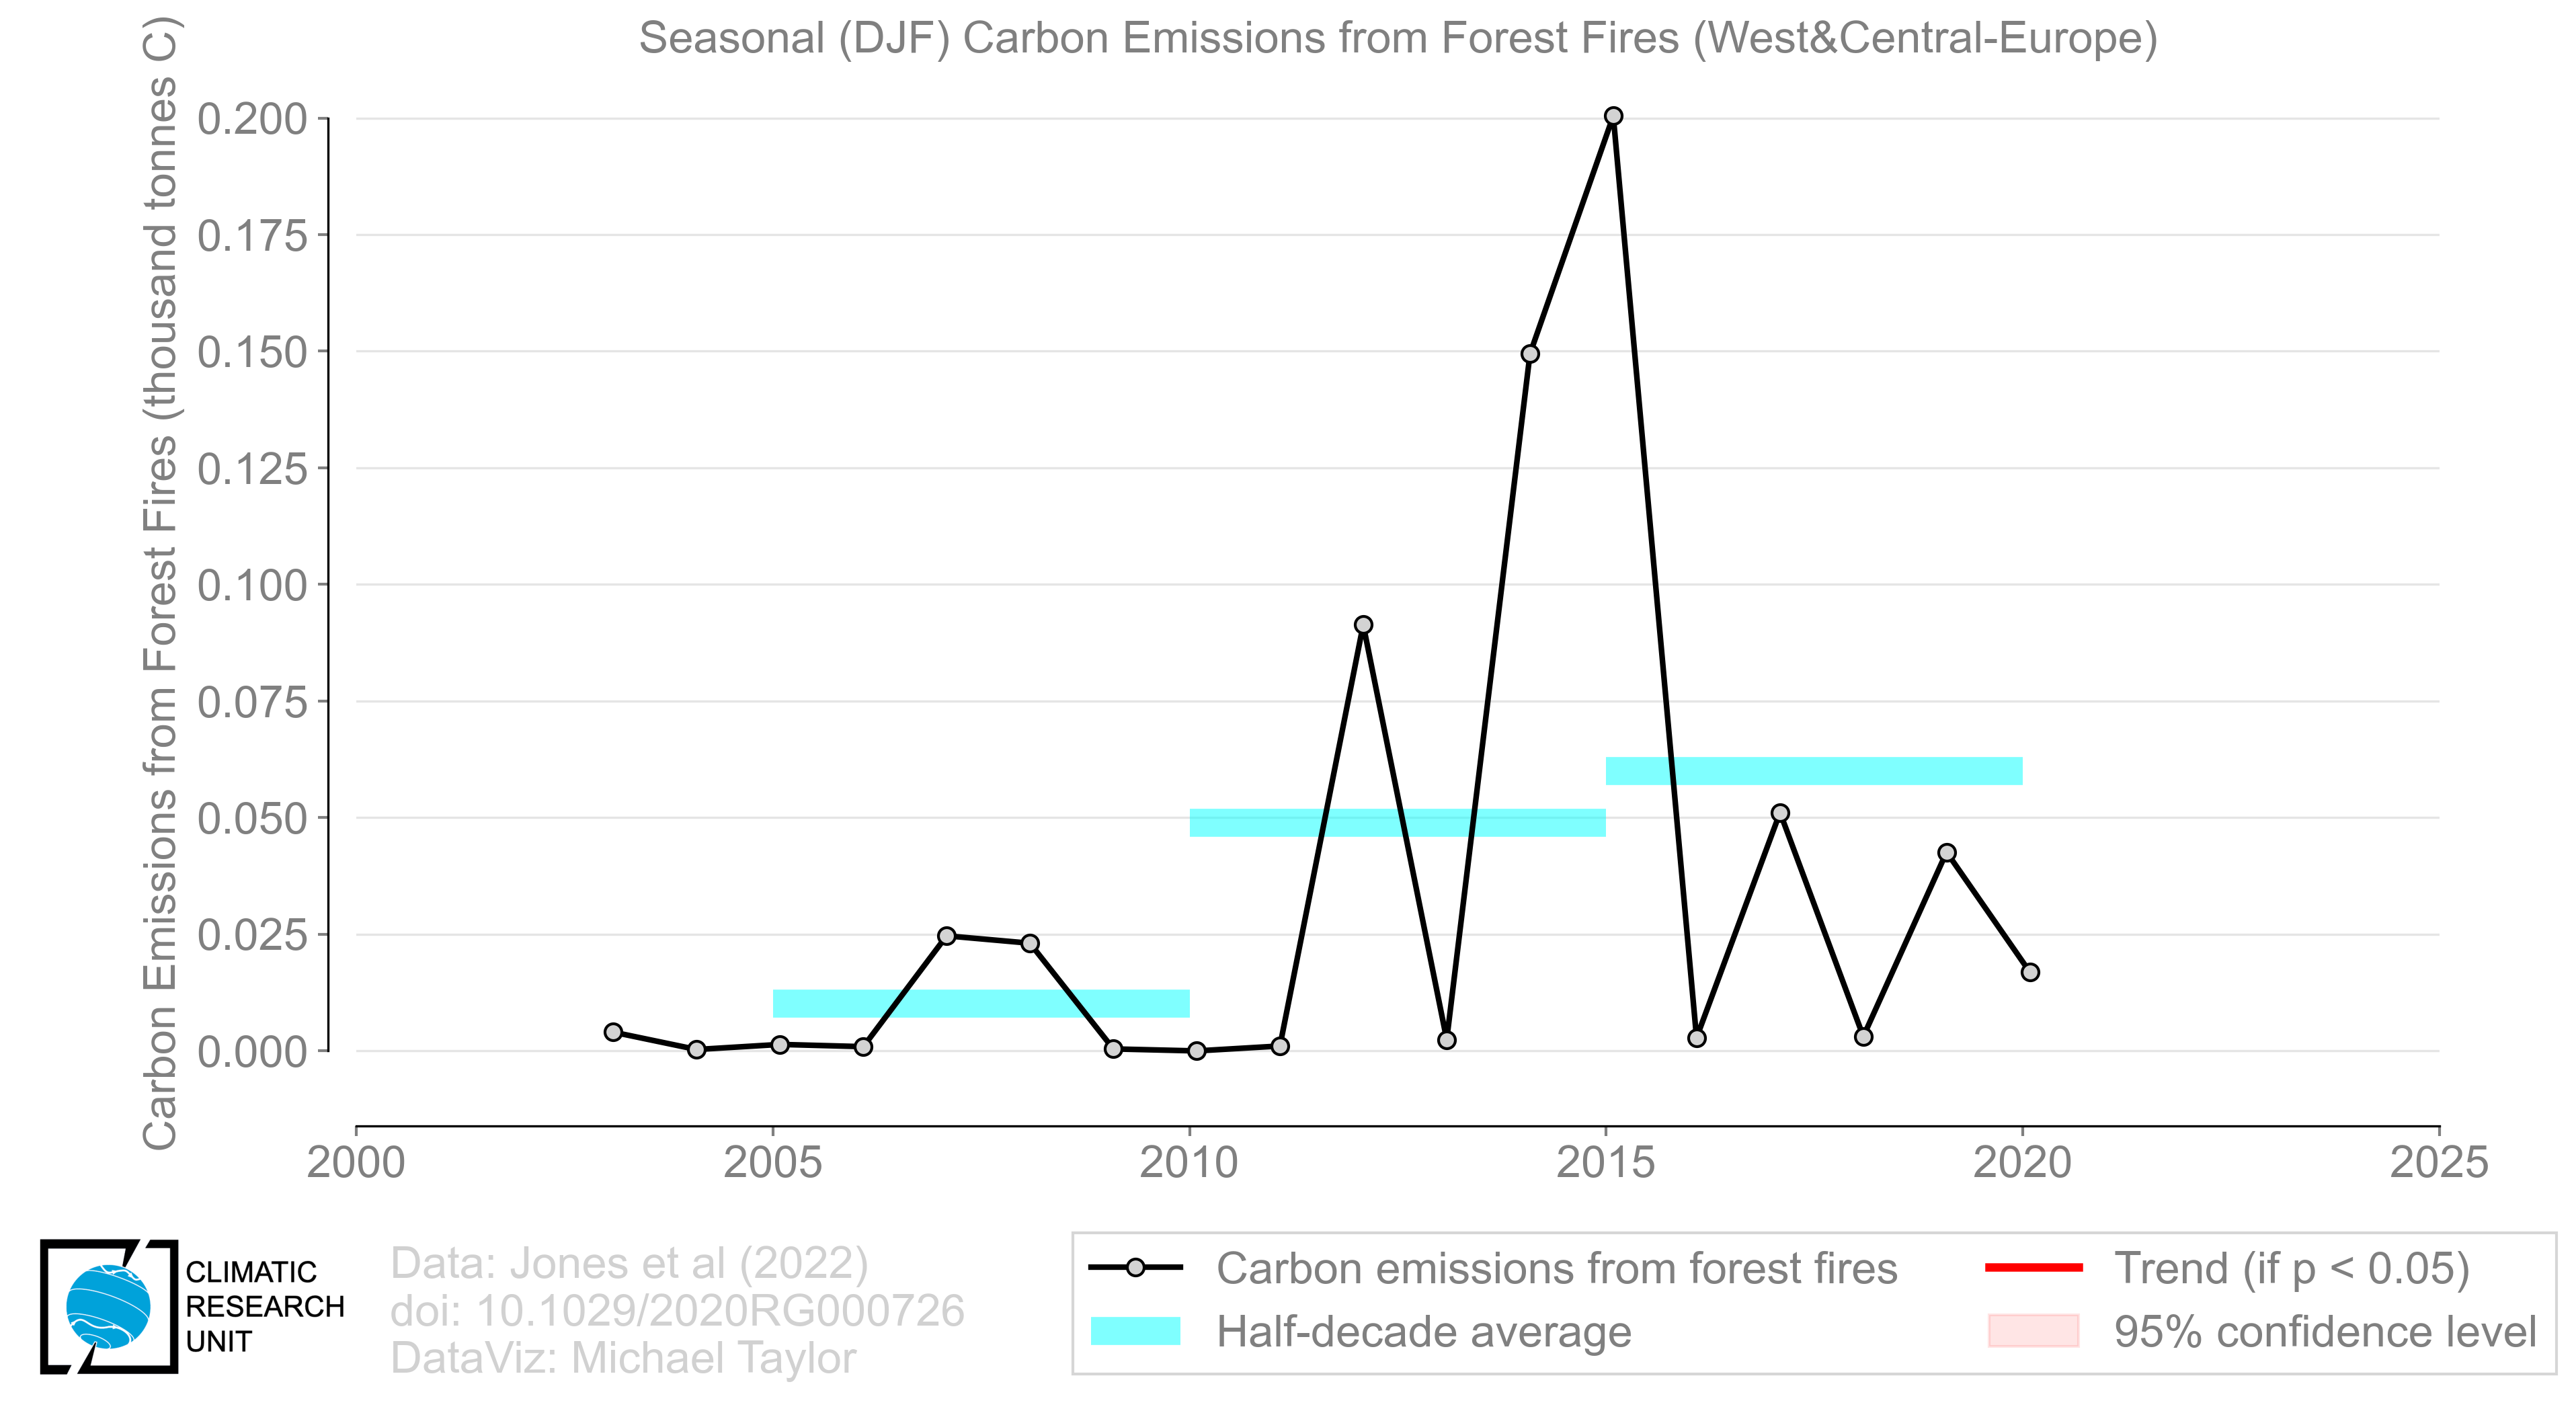 Seasonal (DJF) Carbon Emissions from Forest Fires (West&Central-Europe)
Carbon Emissions from Forest Fires (thousand tonnes C)
0.200
0.175
0.150
0.125
0.100
0.075
0.050
0.025
0.000
2000 2005 2010 2015 2020 2025
CLIMATIC
RESEARCH
UNIT
Data: Jones et al (2022)
doi: 10.1029/2020RG000726
DataViz: Michael Taylor
Carbon emissions from forest fires
Half-decade average
Trend (if p < 0.05)
95% confidence level